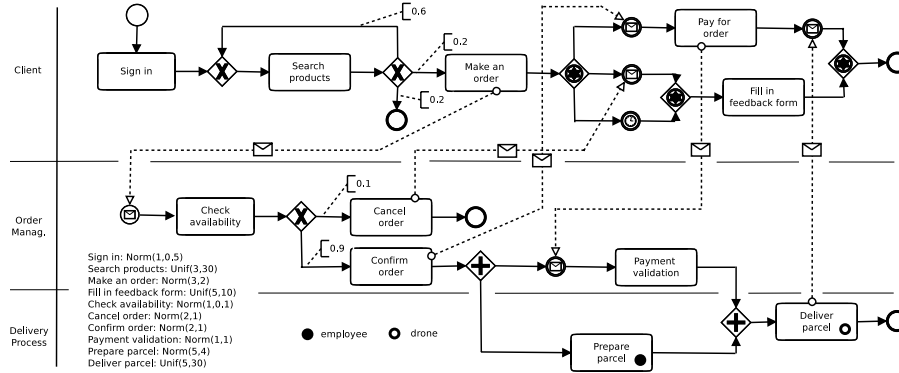 0.6
Client
Sign in
Search
products
0.2
0.2
Make an
order
Pay for
order
Fill in
feedback form
Order
Manag.
Check
availability
0.1
Cancel
order
0.9
Confirm
order
Payment
validation
Sign in: Norm(1,0,5)
Search products: Unif(3,30)
Make an order: Norm(3,2)
Fill in feedback form: Unif(5,10)
Check availability: Norm(1,0,1)
Cancel order: Norm(2,1)
Confirm order: Norm(2,1)
Payment validation: Norm(1,1)
Prepare parcel: Norm(5,4)
Deliver parcel: Unif(5,30)
Delivery
Process
employee
drone
Prepare
parcel
Deliver
parcel